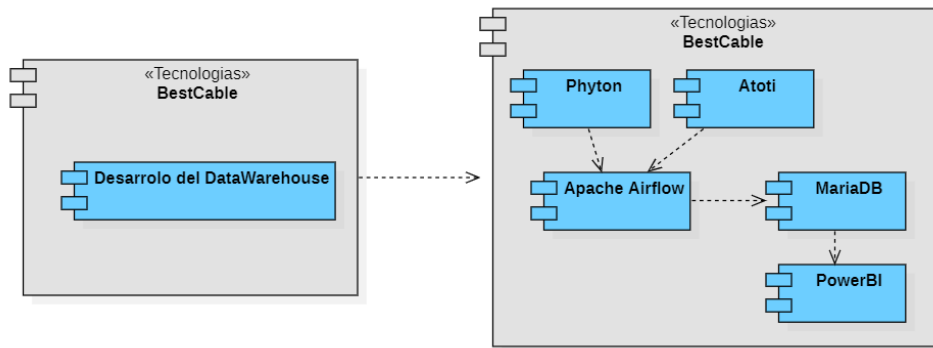 «Tecnologias»
BestCable
Desarrolo del DataWarehouse
«Tecnologias»
BestCable
Phyton
Atoti
Apache Airflow
MariaDB
PowerBI